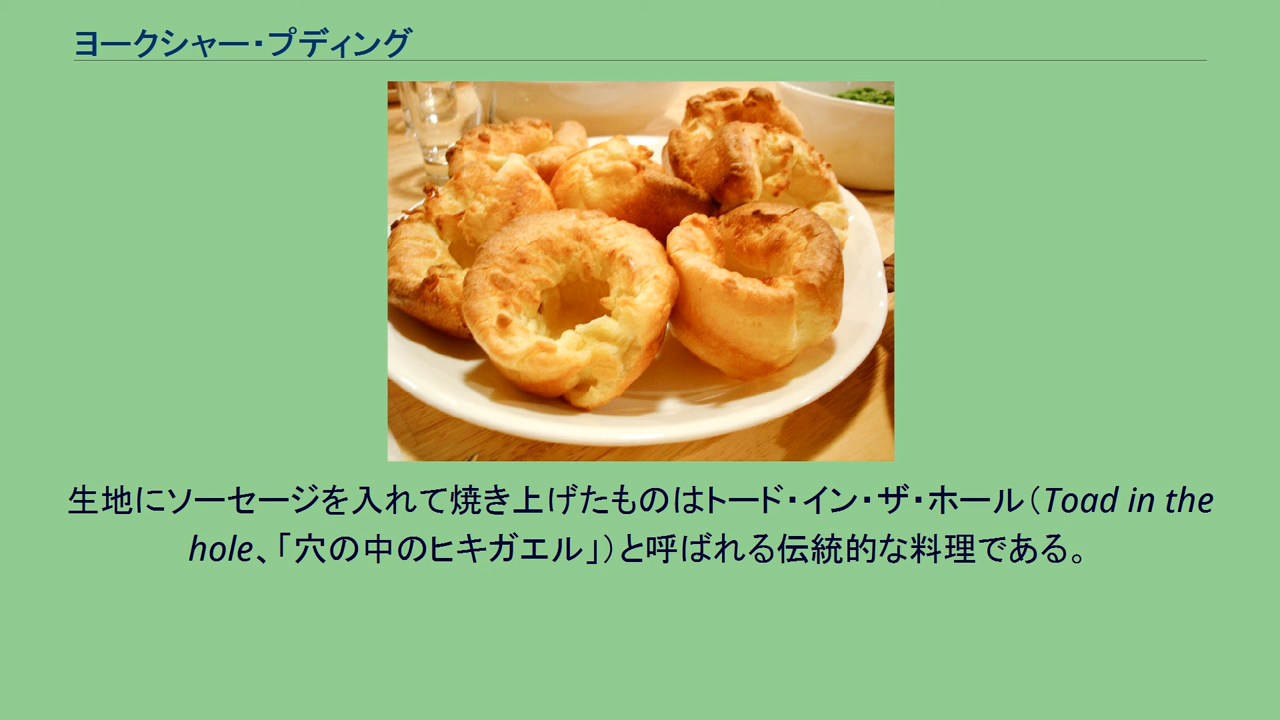 ヨークシャー・プディング
生地にソーセージを入れて焼き上げたものはトード・イン・ザ・ホール（Toad in the
hole、「穴の中のヒキガエル」）と呼ばれる伝統的な料理である。